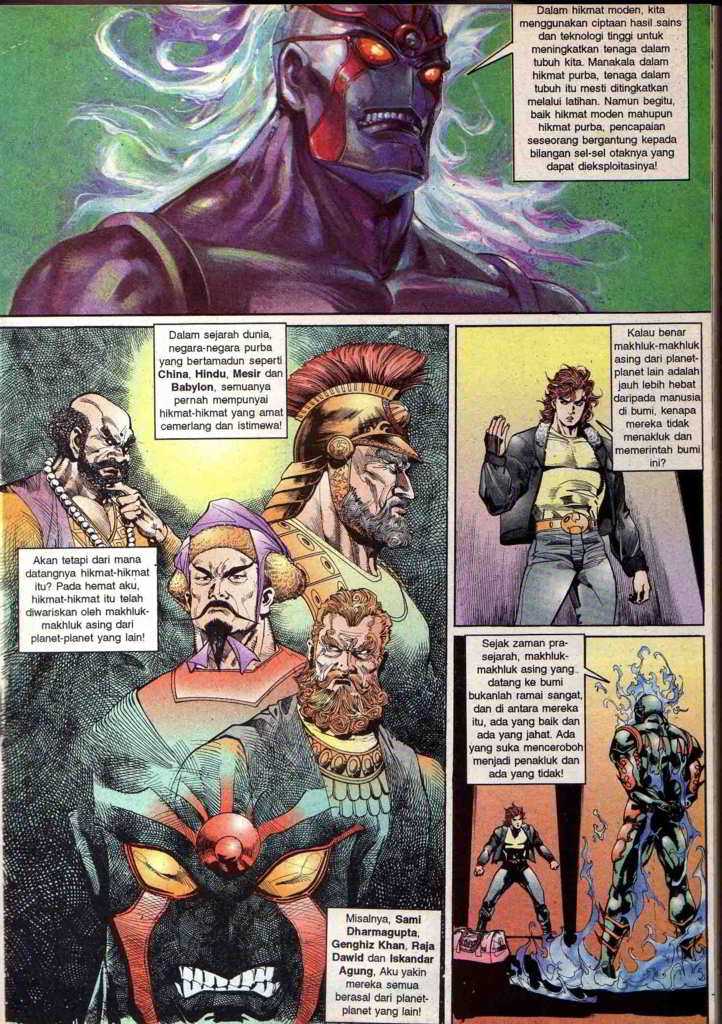 Dalam hikmat moden, kita
menggunakan ciptaan hasil sains
dan teknologi tinggi untuk
meningkatkan tenaga dalam
tubuh kita. Manakala dalam
hikmat purba, tenaga dalam
tubuh itu mesti ditingkatkan
melalui latihan. Namun begitu,
baik hikmat moden mahupun
hikmat purba, pencapaian
seseorang bergantung kepada
bilangan sel-sel otaknya yang
dapat dieksploitasinya!
Dalam sejarah dunia,
negara-negara purba
yang bertamadun seperti
China, Hindu, Mesir dan
Babylon, semuanya
pernah mempunyai
hikmat-hikmat yang amat
cemerlang dan istimewa!
Akan tetapi dari mana
datangnya hikmat-hikmat
itu? Pada hemat aku,
hikmat-hikmat itu telah
diwariskan oleh makhluk-
makhluk asing dari
planet-planet yang lain!
Misalnya, Sami
Dharmagupta,
Genghiz Khan, Raja
Dawid dan Iskandar
Agung, Aku yakin
mereka semua
berasal dari planet-
planet yang lain!
Kalau benar
makhluk-makhluk
asing dari planet-
planet lain adalah
jauh lebih hebat
daripada manusia
di bumi, kenapa
mereka tidak
menakluk dan
memerintah bumi
ini?
Sejak zaman pra-
sejarah, makhluk-
makhluk asing yang
datang ke bumi
bukanlah ramai sangat,
dan di antara mereka
itu, ada yang baik dan
ada yang jahat. Ada
yang suka menceroboh
menjadi penakluk dan
ada yang tidak!